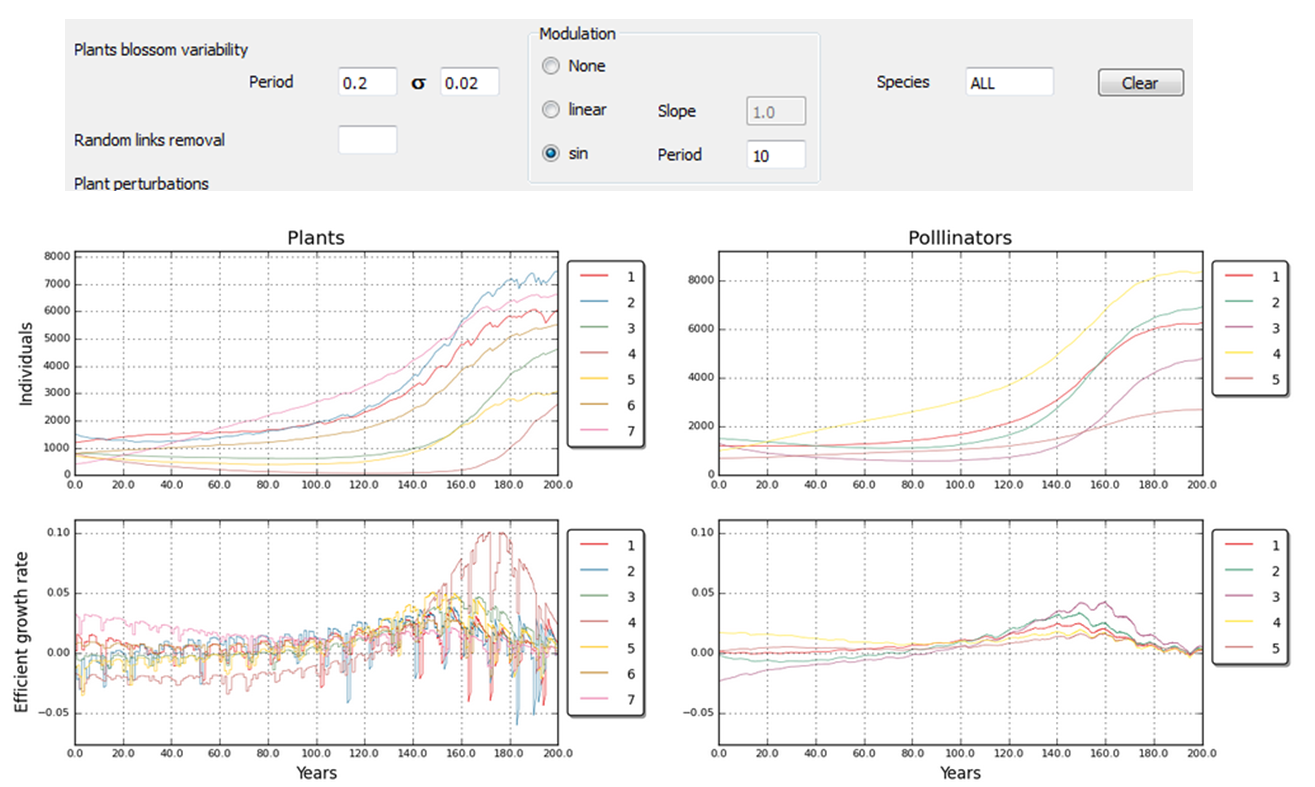 Modulation
Plants blossom variability
None
Period 0.2 σ 0.02
Species ALL Clear
linear Slope 1.0
Random links removal
sin Period 10
Plant perturbations
Plants
8000
7000
6000
5000
4000
3000
2000
1000
0
Individuals
0.0 20.0 40.0 60.0 80.0 100.0 120.0 140.0 160.0 180.0 200.0
1
2
3
4
5
6
7
Polllinators
8000
6000
4000
2000
0
0.0 20.0 40.0 60.0 80.0 100.0 120.0 140.0 160.0 180.0 200.0
1
2
3
4
5
0.10
0.05
0.00
−0.05
Efficient growth rate
0.0 20.0 40.0 60.0 80.0 100.0 120.0 140.0 160.0 180.0 200.0
Years
1
2
3
4
5
6
7
0.10
0.05
0.00
−0.05
0.0 20.0 40.0 60.0 80.0 100.0 120.0 140.0 160.0 180.0 200.0
Years
1
2
3
4
5